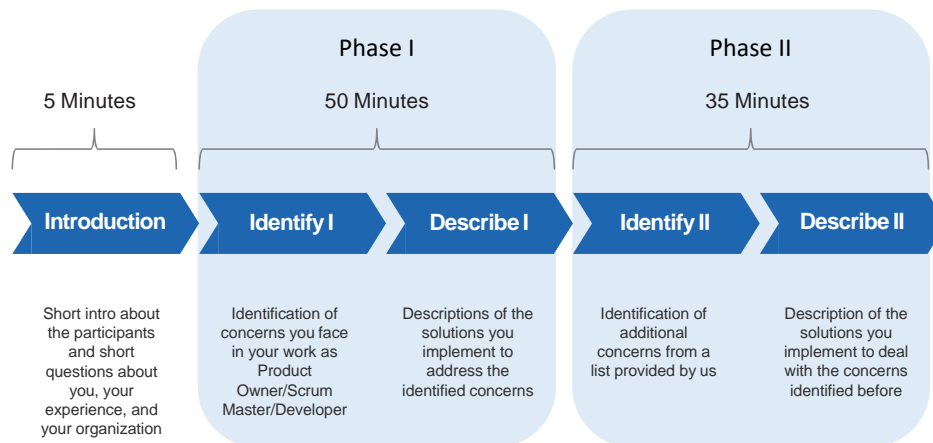 Phase I
Phase II
5 Minutes
50 Minutes
35 Minutes
Introduction
Identify I
Describe I
Identify II
Describe II
Short intro about
the participants
and short
questions about
you, your
experience, and
your organization
Identification of
concerns you face
in your work as
Product
Owner/Scrum
Master/Developer
Descriptions of the
solutions you
implement to
address the
identified concerns
Identification of
additional
concerns from a
list provided by us
Description of the
solutions you
implement to deal
with the concerns
identified before